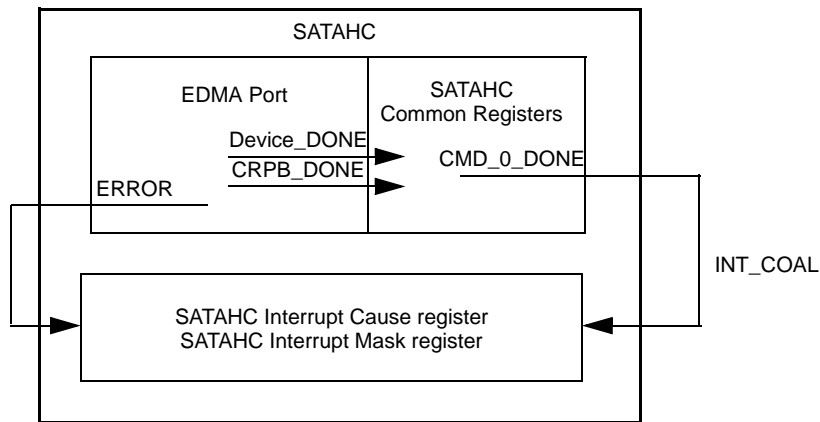 SATAHC
EDMA Port
SATAHC
Common Registers
Device_DONE
CRPB_DONE
CMD_0_DONE
ERROR
INT_COAL
SATAHC Interrupt Cause register
SATAHC Interrupt Mask register